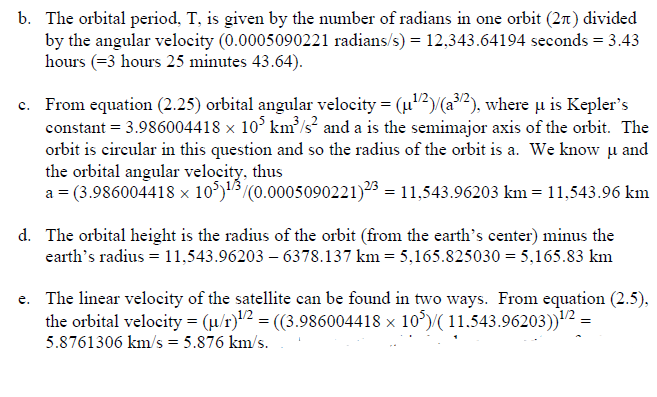 b. The orbital period, T, is given by the number of radians in one orbit (2π) divided
by the angular velocity (0.0005090221 radians/s) = 12,343.64194 seconds = 3.43
hours (=3 hours 25 minutes 43.64).
c. From equation (2.25) orbital angular velocity = (μ^1/2)/(a^3/2), where μ is Kepler’s
constant = 3.986004418 × 10^5 km^3/s^2 and a is the semimajor axis of the orbit. The
orbit is circular in this question and so the radius of the orbit is a. We know μ and
the orbital angular velocity, thus
a = (3.986004418 × 10^5)^1/3/(0.0005090221)^2/3 = 11,543.96203 km = 11,543.96 km
d. The orbital height is the radius of the orbit (from the earth’s center) minus the
earth’s radius = 11,543.96203 – 6378.137 km = 5,165.825030 = 5,165.83 km
e. The linear velocity of the satellite can be found in two ways. From equation (2.5),
the orbital velocity = (μ/r)^1/2 = ((3.986004418 × 10^5)/( 11.543.96203))^1/2 =
5.8761306 km/s = 5.876 km/s.